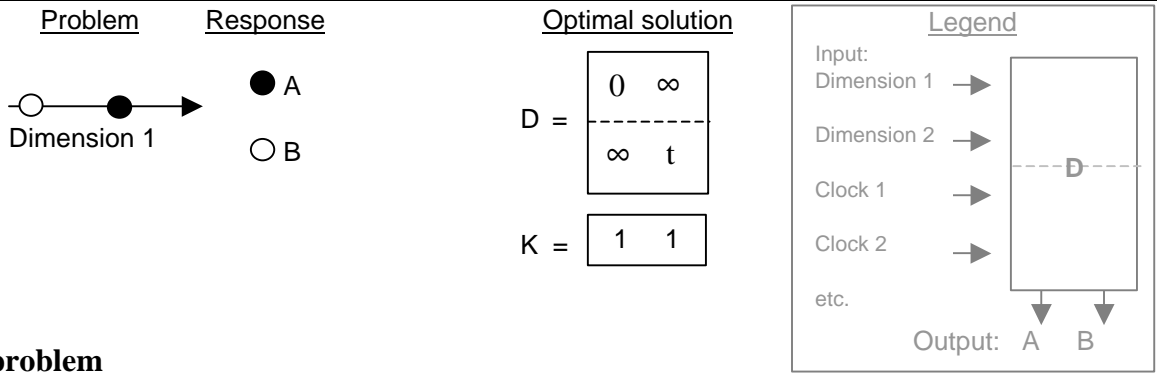 Problem Response Optimal solution
Dimension 1
A
B
D =
0 ∞
∞ t
K = 1 1
Legend
Input:
Dimension 1
Dimension 2
Clock 1
Clock 2
etc.
D
Output: A B
problem